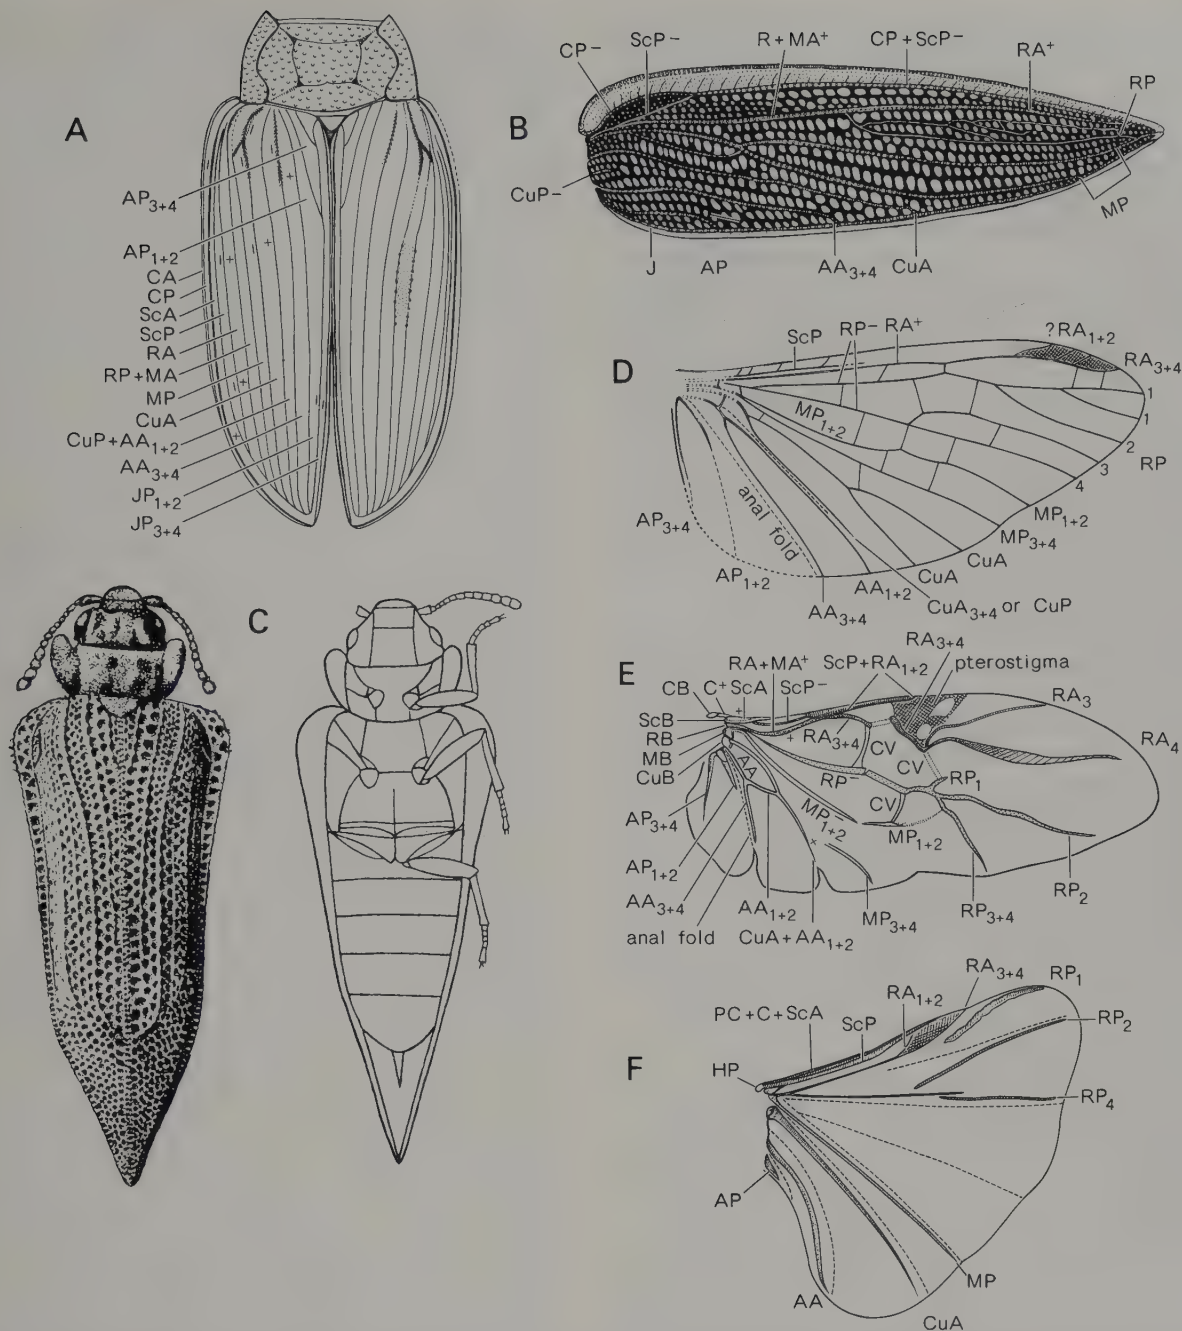 A
AP3+4
AP1+2
CA
CP
ScA
ScP
RA
RP+MA
MP
CuA
CuP+AA1+2
AA3+4
JP1+2
JP3+4
B
CP−
ScP−
R+MA+
CP+ScP−
RA+
RP
CuP−
J
AP
AA3+4
CuA
MP
C
D
ScP
RP−
RA+
?RA1+2
RA3+4
1
1
2
3
4
RP
MP1+2
MP1+2
MP3+4
CuA
CuA
CuA3+4 or CuP
AA1+2
AA3+4
anal fold
AP1+2
AP3+4
E
CB
C+
ScA
RA+MA+
ScP−
ScP+RA1+2
RA3+4
pterostigma
RA3
RA4
ScB
RB
MB
CuB
AA
RA3+4
CV
CV
CV
RP−
RP1
MP1+2
MP1+2
RP2
RP3+4
MP3+4
AP3+4
AP1+2
AA3+4
anal fold
AA1+2
CuA+AA1+2
F
HP
PC+C+ScA
ScP
RA1+2
RA3+4
RP1
RP2
RP4
MP
CuA
AA
AP